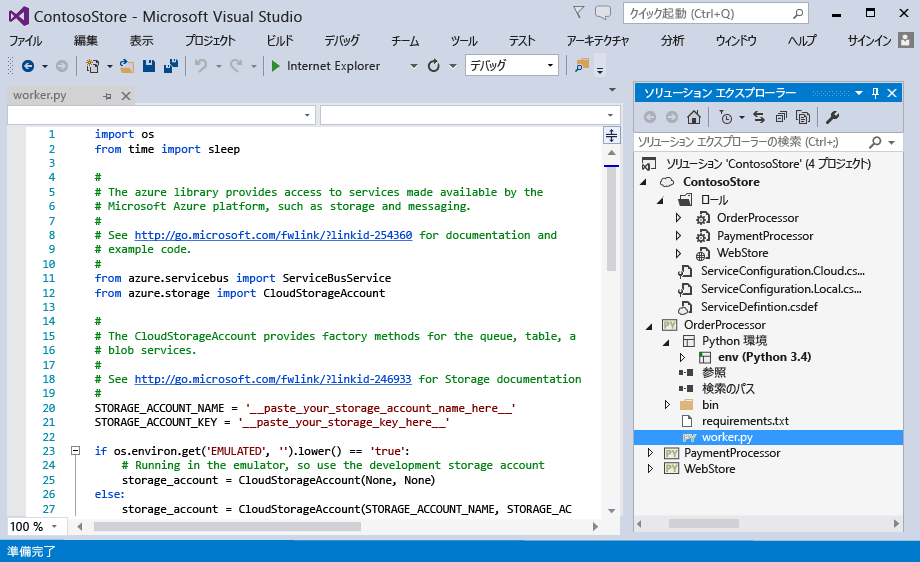 ContosoStore - Microsoft Visual Studio
クイック起動 (Ctrl+Q)
ファイル 編集 表示 プロジェクト ビルド デバッグ チーム ツール テスト アーキテクチャ 分析 ウィンドウ ヘルプ サインイン
Internet Explorer デバッグ
worker.py
1 import os
2 from time import sleep
3
4 #
5 # The azure library provides access to services made available by the
6 # Microsoft Azure platform, such as storage and messaging.
7 #
8 # See http://go.microsoft.com/fwlink/?linkid-254360 for documentation and
9 # example code.
10 #
11 from azure.servicebus import ServiceBusService
12 from azure.storage import CloudStorageAccount
13
14 #
15 # The CloudStorageAccount provides factory methods for the queue, table, a
16 # blob services.
17 #
18 # See http://go.microsoft.com/fwlink/?linkid-246933 for Storage documentation
19 #
20 STORAGE_ACCOUNT_NAME = '__paste_your_storage_account_name_here__'
21 STORAGE_ACCOUNT_KEY = '__paste_your_storage_key_here__'
22
23 if os.environ.get('EMULATED', '').lower() == 'true':
24 # Running in the emulator, so use the development storage account
25 storage_account = CloudStorageAccount(None, None)
26 else:
27 storage_account = CloudStorageAccount(STORAGE_ACCOUNT_NAME, STORAGE_AC
100 %
準備完了
ソリューション エクスプローラー
ソリューション エクスプローラーの検索 (Ctrl+;)
ソリューション 'ContosoStore' (4 プロジェクト)
ContosoStore
ロール
OrderProcessor
PaymentProcessor
WebStore
ServiceConfiguration.Cloud.cs...
ServiceConfiguration.Local.cs...
ServiceDefintion.csdef
PY OrderProcessor
Python 環境
env (Python 3.4)
参照
検索のパス
bin
requirements.txt
PY worker.py
PY PaymentProcessor
PY WebStore